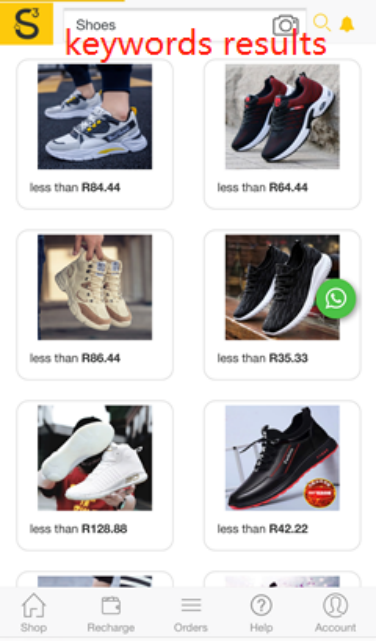 S3
Shoes
keywords results
less than R84.44
less than R64.44
less than R86.44
less than R35.33
less than R128.88
less than R42.22
Shop
Recharge
Orders
Help
Account